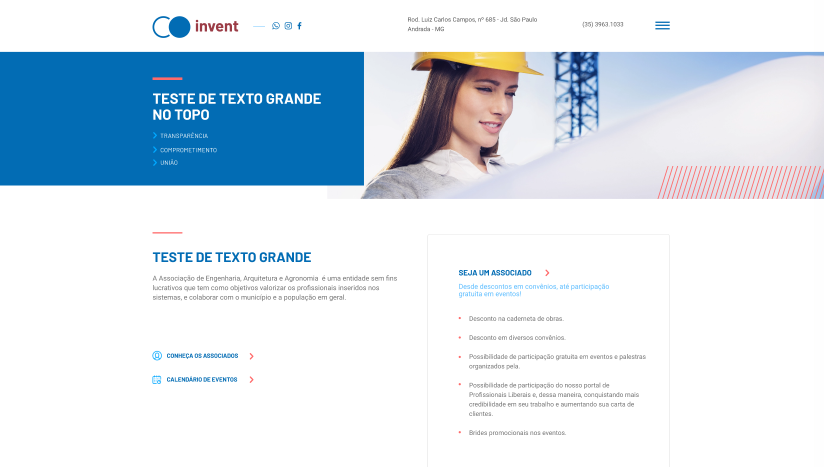 invent
Rod. Luiz Carlos Campos, nº 685 - Jd. São Paulo
Andrada - MG
(35) 3963.1033
TESTE DE TEXTO GRANDE
NO TOPO
TRANSPARÊNCIA
COMPROMETIMENTO
UNIÃO
TESTE DE TEXTO GRANDE
A Associação de Engenharia, Arquitetura e Agronomia é uma entidade sem fins
lucrativos que tem como objetivos valorizar os profissionais inseridos nos
sistemas, e colaborar com o município e a população em geral.
CONHEÇA OS ASSOCIADOS
CALENDÁRIO DE EVENTOS
SEJA UM ASSOCIADO
Desde descontos em convênios, até participação
gratuita em eventos!
Desconto na caderneta de obras.
Desconto em diversos convênios.
Possibilidade de participação gratuita em eventos e palestras
organizados pela.
Possibilidade de participação do nosso portal de
Profissionais Liberais e, dessa maneira, conquistando mais
credibilidade em seu trabalho e aumentando sua carta de
clientes.
Brides promocionais nos eventos.